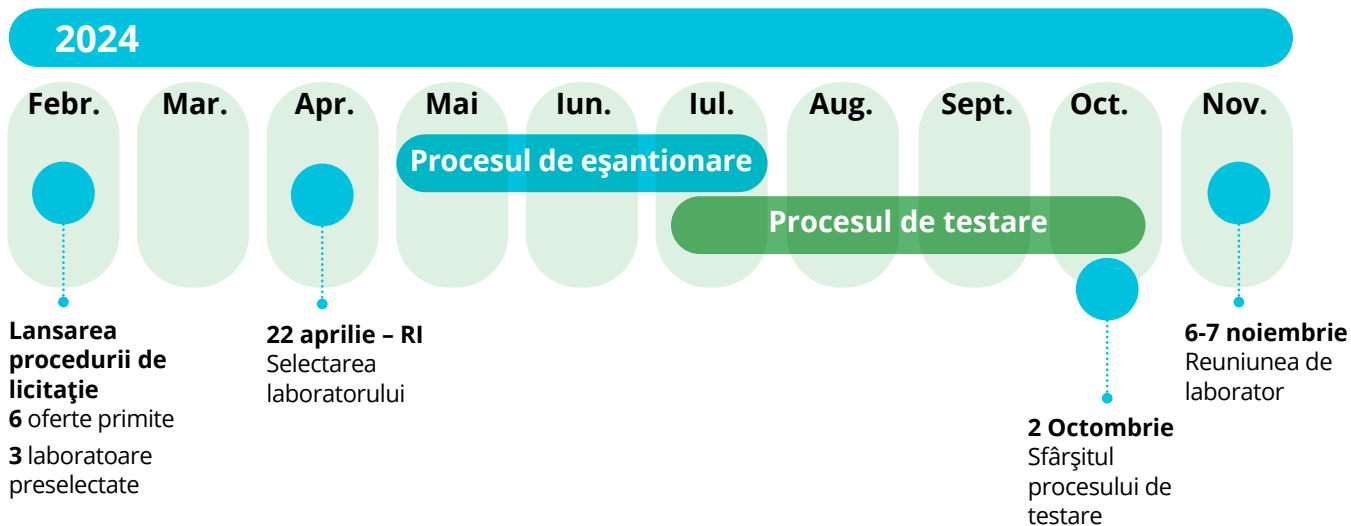 2024
Febr.
Mar.
Apr.
Mai
Iun.
Iul.
Aug.
Sept.
Oct.
Nov.
Procesul de eşantionare
Procesul de testare
Lansarea
procedurii de
licitaţie
6 oferte primite
3 laboratoare
preselectate
22 aprilie – RI
Selectarea
laboratorului
2 Octombrie
Sfârşitul
procesului de
testare
6-7 noiembrie
Reuniunea de
laborator